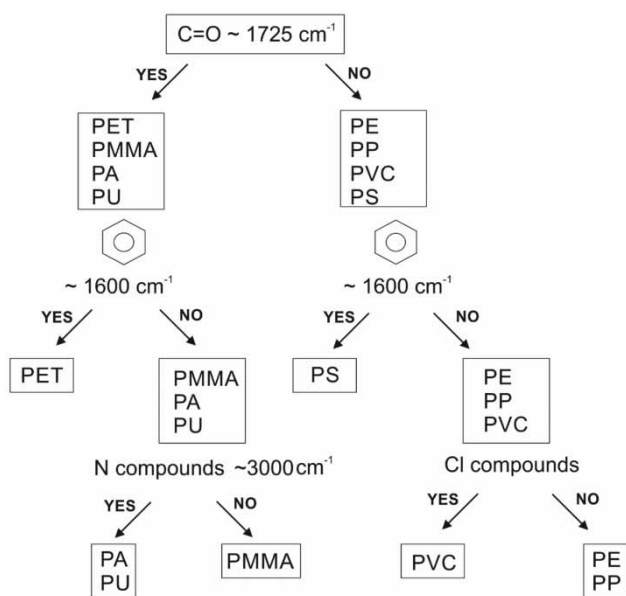 C=O ~ 1725 cm⁻¹
YES
NO
PET
PMMA
PA
PU
PE
PP
PVC
PS
~ 1600 cm⁻¹
~ 1600 cm⁻¹
YES
NO
YES
NO
PET
PMMA
PA
PU
PS
PE
PP
PVC
N compounds ~3000 cm⁻¹
Cl compounds
YES
NO
YES
NO
PA
PU
PMMA
PVC
PE
PP